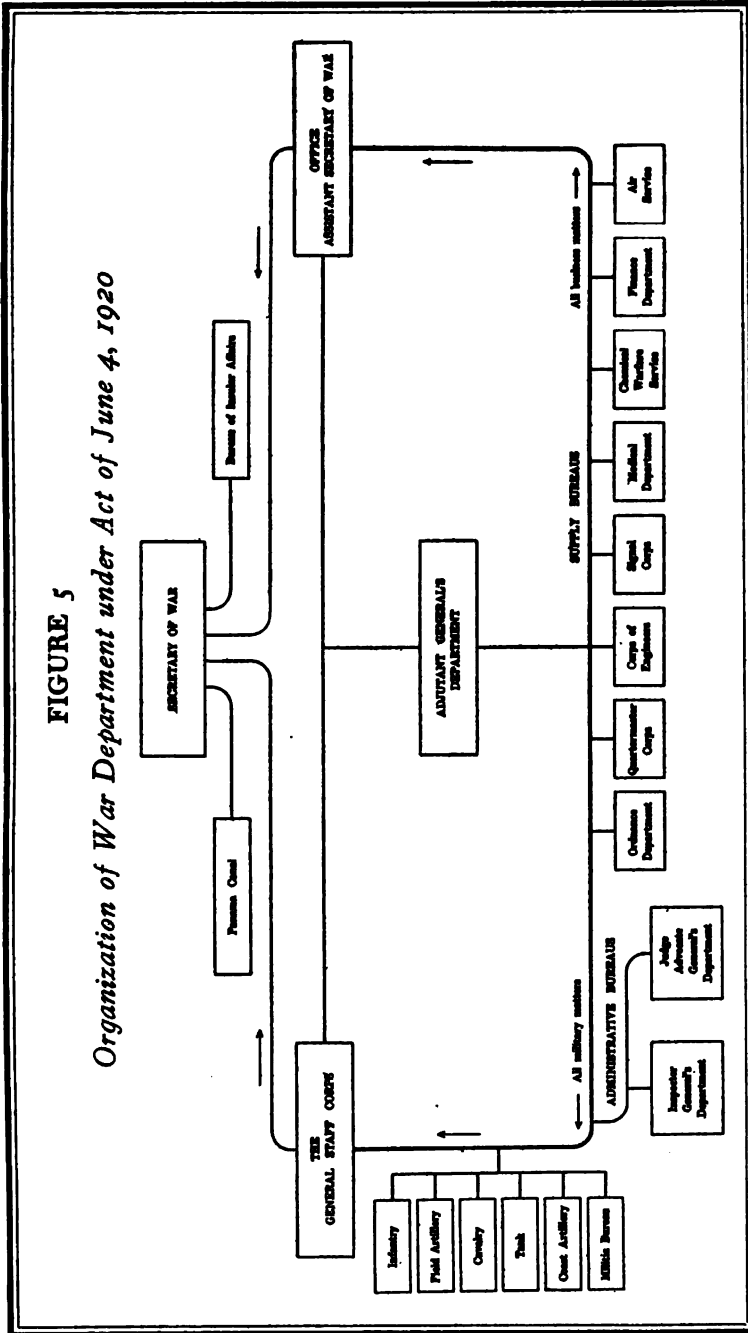 FIGURE 5
Organization of War Department under Act of June 4, 1920
SECRETARY OF WAR
Panama Canal
Bureau of Insular Affairs
THE
GENERAL STAFF CORPS
OFFICE
ASSISTANT SECRETARY OF WAR
ADJUTANT GENERAL'S
DEPARTMENT
Infantry
Field Artillery
Cavalry
Tank
Coast Artillery
Militia Bureau
All military matters
SUPPLY BUREAUS
All business matters
ADMINISTRATIVE BUREAUS
Inspector
General's
Department
Judge
Advocate
General's
Department
Ordnance
Department
Quartermaster
Corps
Corps of
Engineers
Signal
Corps
Medical
Department
Chemical
Warfare
Service
Finance
Department
Air
Service